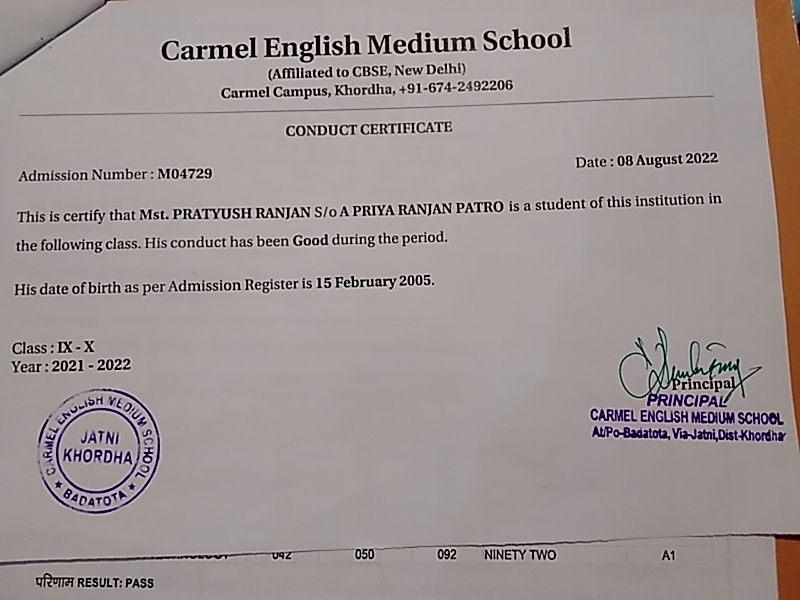 Carmel English Medium School
(Affiliated to CBSE, New Delhi)
Carmel Campus, Khordha, +91-674-2492206
CONDUCT CERTIFICATE
Admission Number : M04729
Date : 08 August 2022
This is certify that Mst. PRATYUSH RANJAN S/o A PRIYA RANJAN PATRO is a student of this institution in
the following class. His conduct has been Good during the period.
His date of birth as per Admission Register is 15 February 2005.
Class : IX - X
Year : 2021 - 2022
CARMEL ENGLISH MEDIUM SCHOOL
JATNI
KHORDHA
★ BADATOTA ★
Principal
PRINCIPAL
CARMEL ENGLISH MEDIUM SCHOOL
At/Po-Badatota, Via-Jatni,Dist-Khordha
042 050 092 NINETY TWO A1
परिणाम RESULT: PASS